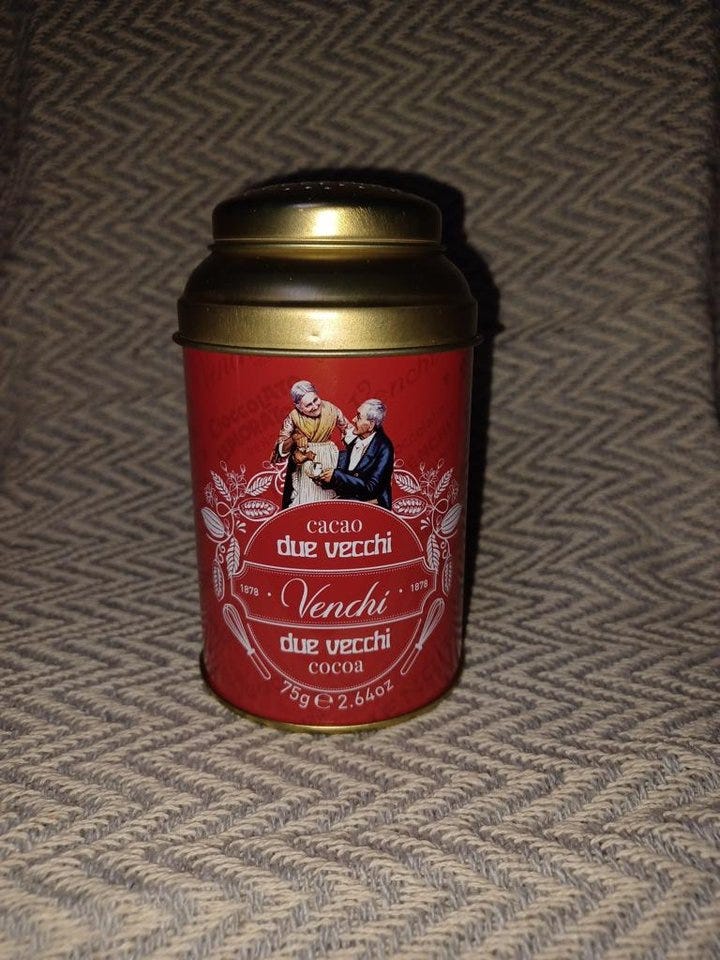 cacao
due vecchi
1878 · Venchi · 1878
due vecchi
cocoa
75g ℮ 2.64oz